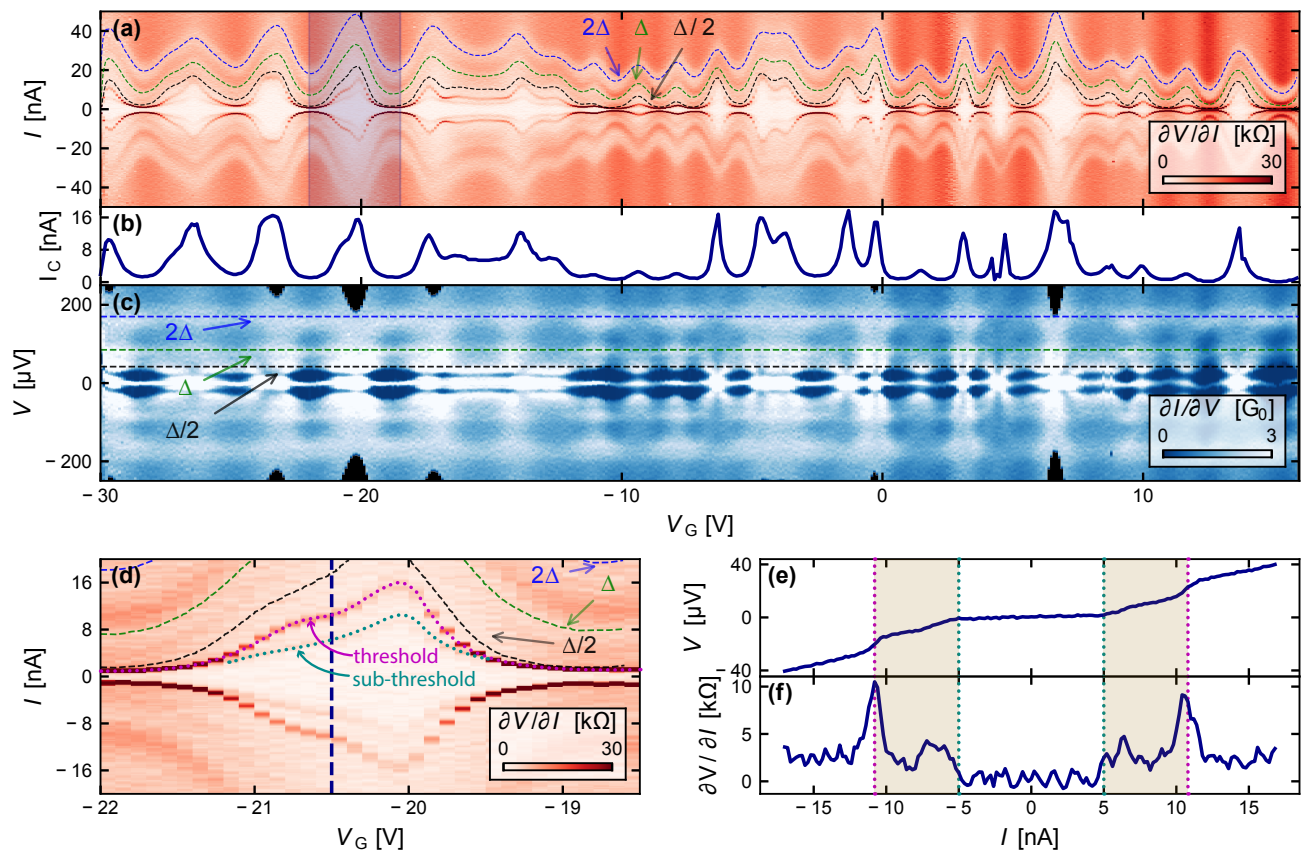 (a)
2Δ Δ Δ/2
I [nA]
40
20
0
− 20
− 40
∂V/∂I [kΩ]
0 30
(b)
I_C [nA]
16
8
0
(c)
2Δ
Δ
Δ/2
V [µV]
200
0
− 200
∂I/∂V [G₀]
0 3
− 30 − 20 − 10 0 10
V_G [V]
(d)
2Δ Δ
Δ/2
threshold
sub-threshold
I [nA]
16
8
0
− 8
− 16
∂V/∂I [kΩ]
0 30
− 22 − 21 − 20 − 19
V_G [V]
(e)
V [µV]
40
0
− 40
(f)
∂V/∂I [kΩ]
10
5
0
− 15 − 10 − 5 0 5 10 15
I [nA]